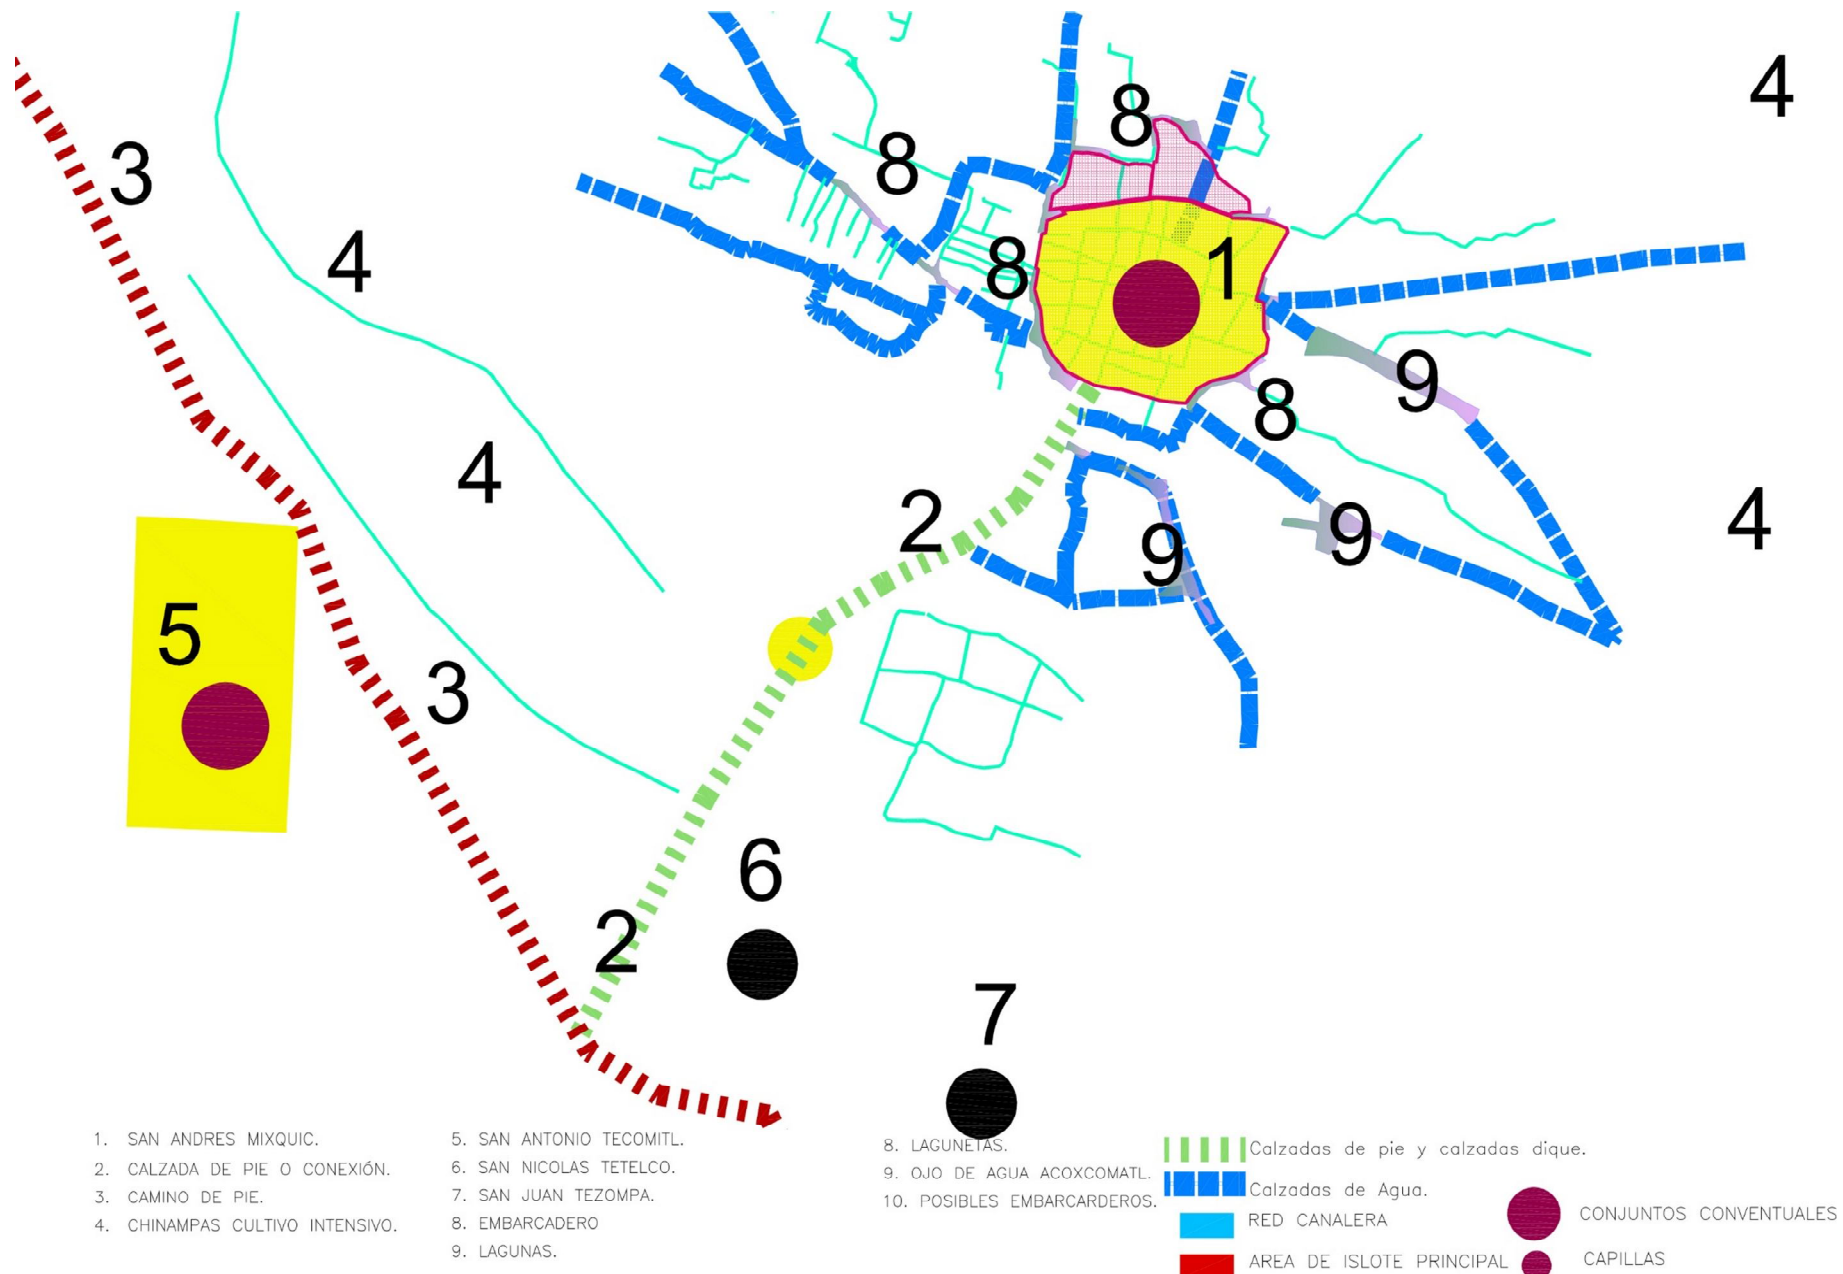 4
8
3
8
4
8
1
9
8
4
2
9
9
4
5
3
6
2
7
1. SAN ANDRES MIXQUIC.
2. CALZADA DE PIE O CONEXIÓN.
3. CAMINO DE PIE.
4. CHINAMPAS CULTIVO INTENSIVO.
5. SAN ANTONIO TECOMITL.
6. SAN NICOLAS TETELCO.
7. SAN JUAN TEZOMPA.
8. EMBARCADERO
9. LAGUNAS.
8. LAGUNETAS.
9. OJO DE AGUA ACOXCOMATL.
10. POSIBLES EMBARCARDEROS.
Calzadas de pie y calzadas dique.
Calzadas de Agua.
RED CANALERA
AREA DE ISLOTE PRINCIPAL
CONJUNTOS CONVENTUALES
CAPILLAS